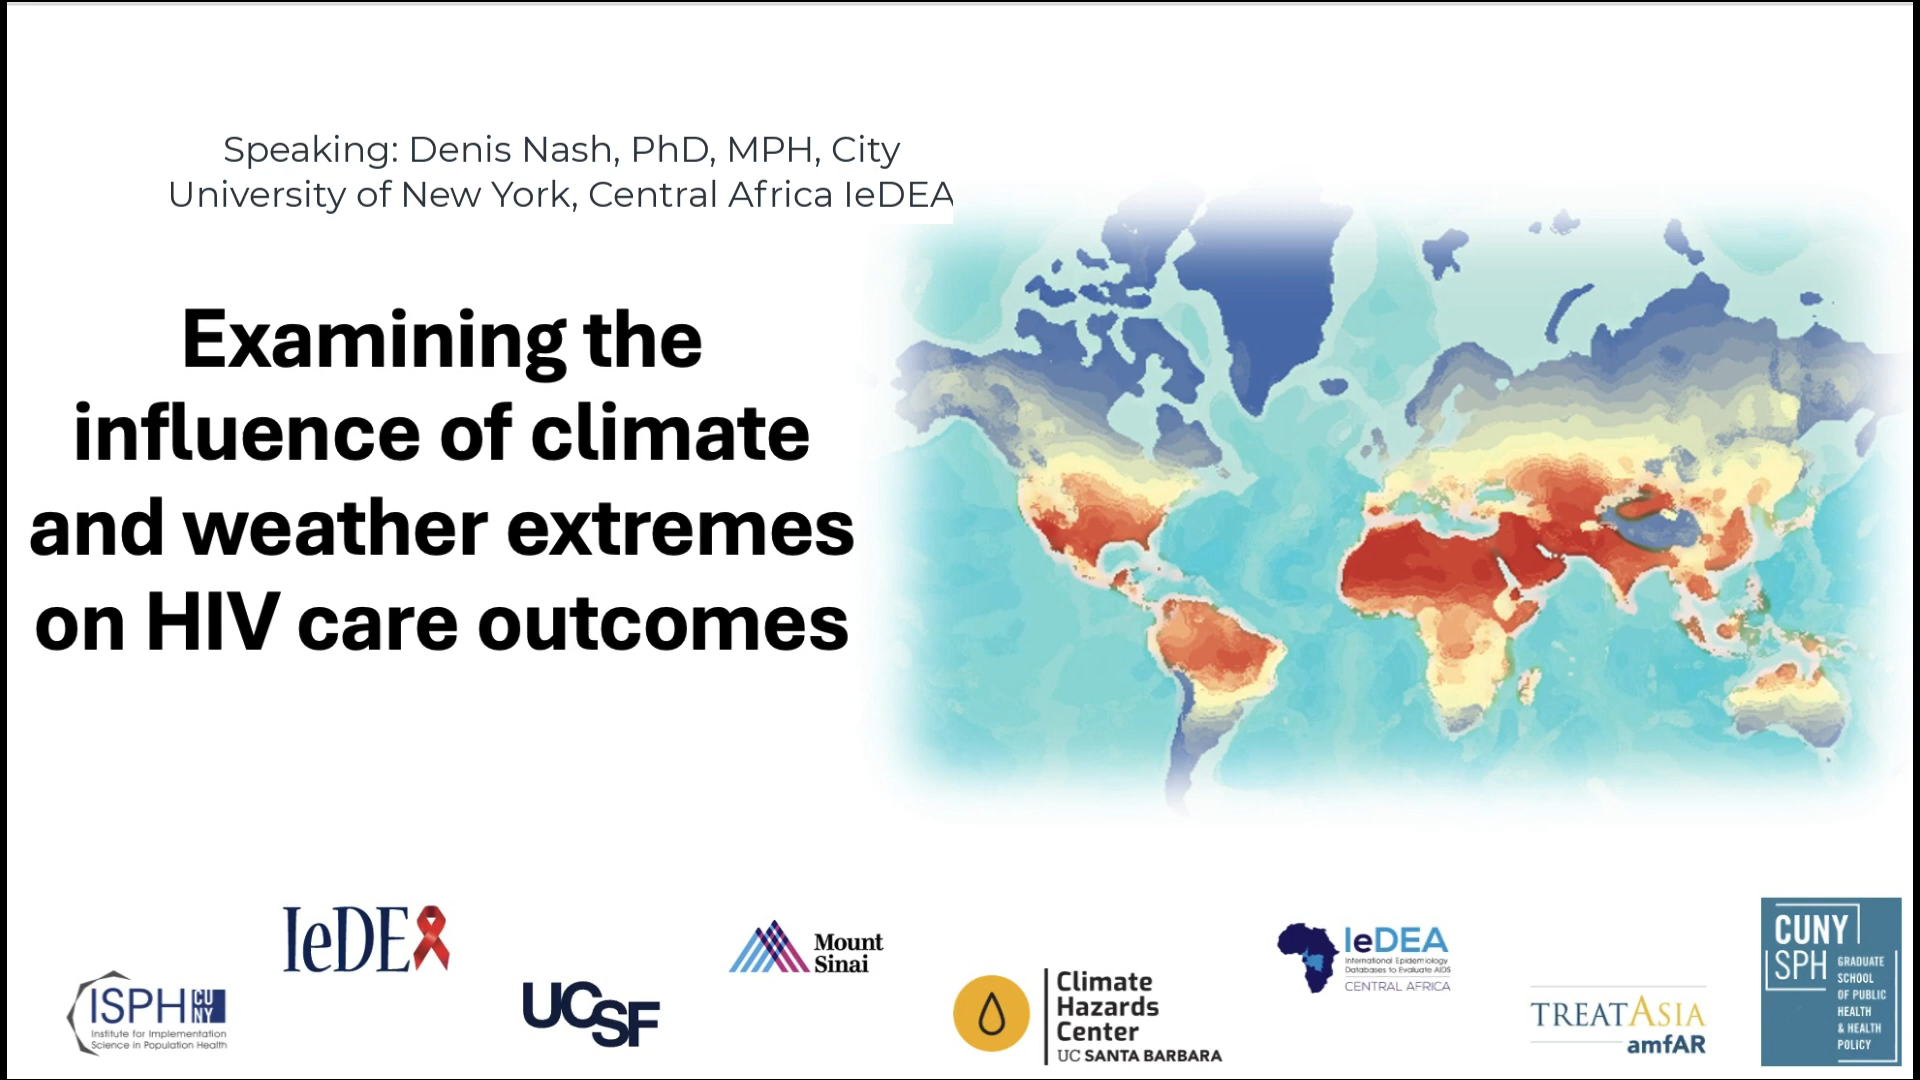 Speaking: Denis Nash, PhD, MPH, City
University of New York, Central Africa IeDEA
Examining the
influence of climate
and weather extremes
on HIV care outcomes
ISPH CU
NY
Institute for Implementation
Science in Population Health
IeDEA
UCSF
Mount
Sinai
Climate
Hazards
Center
UC SANTA BARBARA
IeDEA
International Epidemiology
Databases to Evaluate AIDS
CENTRAL AFRICA
TREATASIA
amfAR
CUNY
SPH
GRADUATE
SCHOOL
OF PUBLIC
HEALTH
& HEALTH
POLICY